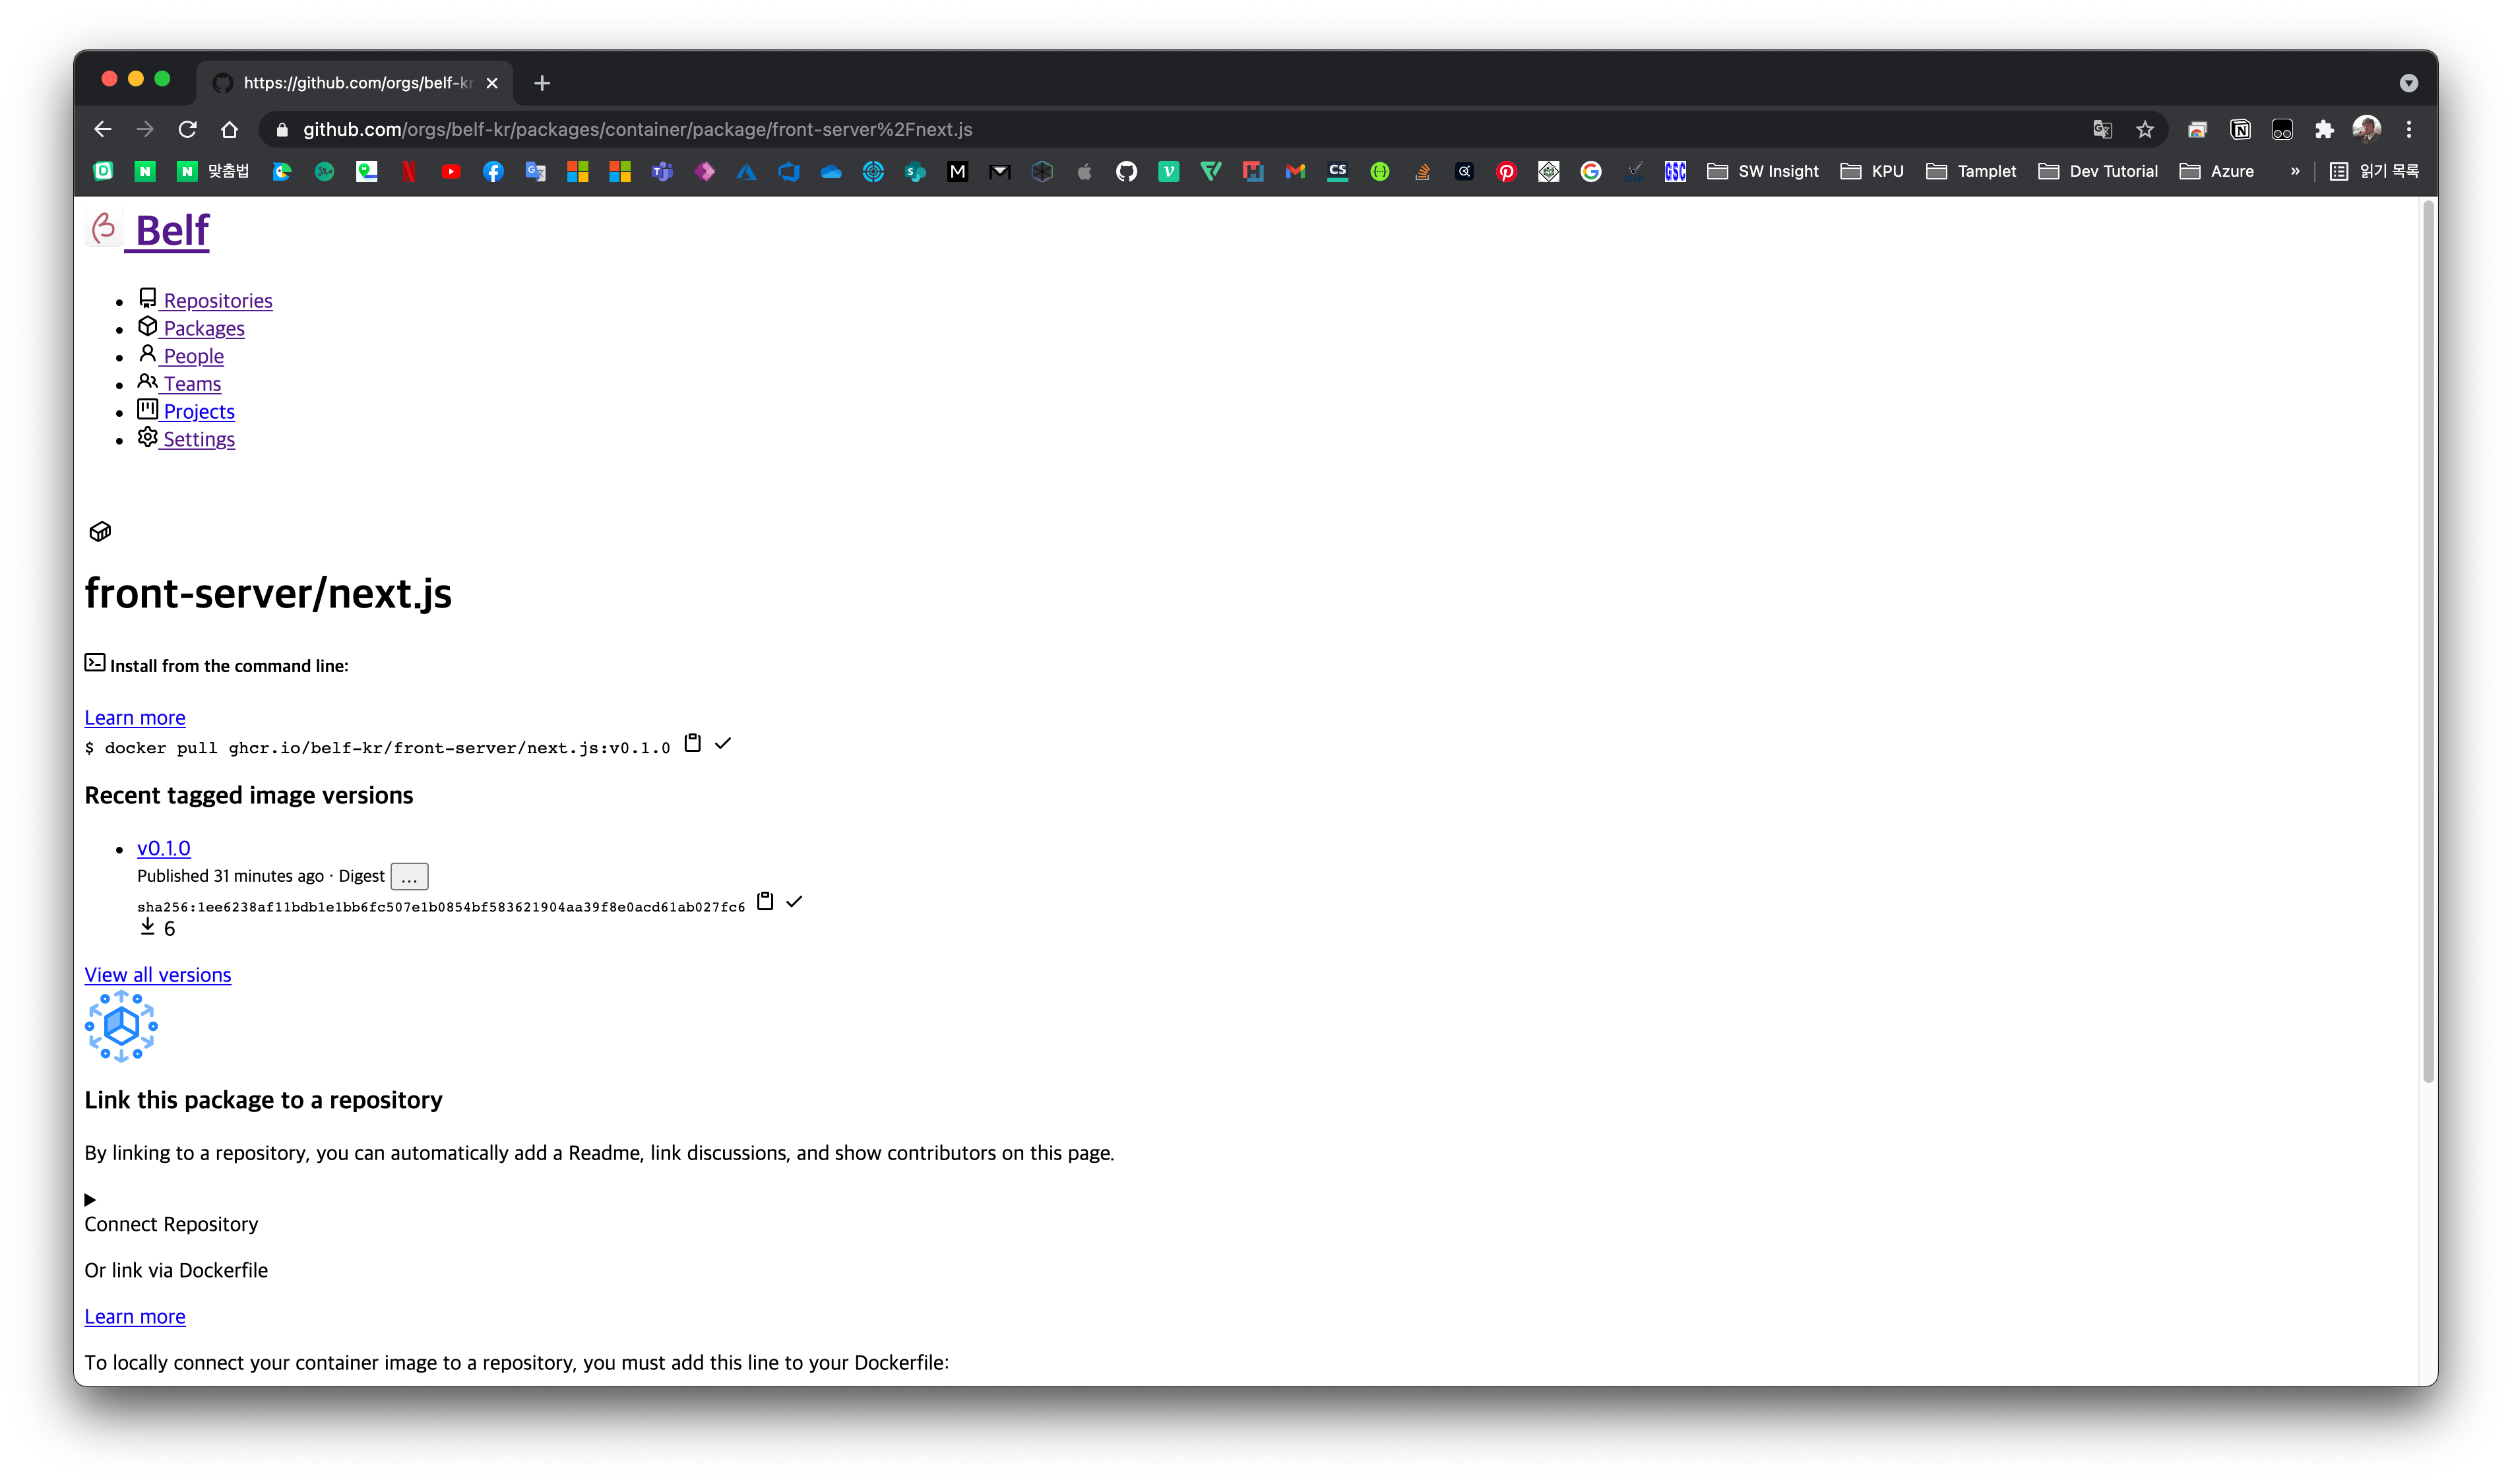 https://github.com/orgs/belf-kr
github.com/orgs/belf-kr/packages/container/package/front-server%2Fnext.js
맞춤법 SW Insight KPU Tamplet Dev Tutorial Azure » 읽기 목록
Belf
Repositories
Packages
People
Teams
Projects
Settings
front-server/next.js
Install from the command line:
Learn more
$ docker pull ghcr.io/belf-kr/front-server/next.js:v0.1.0
Recent tagged image versions
v0.1.0
Published 31 minutes ago · Digest ...
sha256:1ee6238af11bdb1e1bb6fc507e1b0854bf583621904aa39f8e0acd61ab027fc6
6
View all versions
Link this package to a repository
By linking to a repository, you can automatically add a Readme, link discussions, and show contributors on this page.
Connect Repository
Or link via Dockerfile
Learn more
To locally connect your container image to a repository, you must add this line to your Dockerfile: